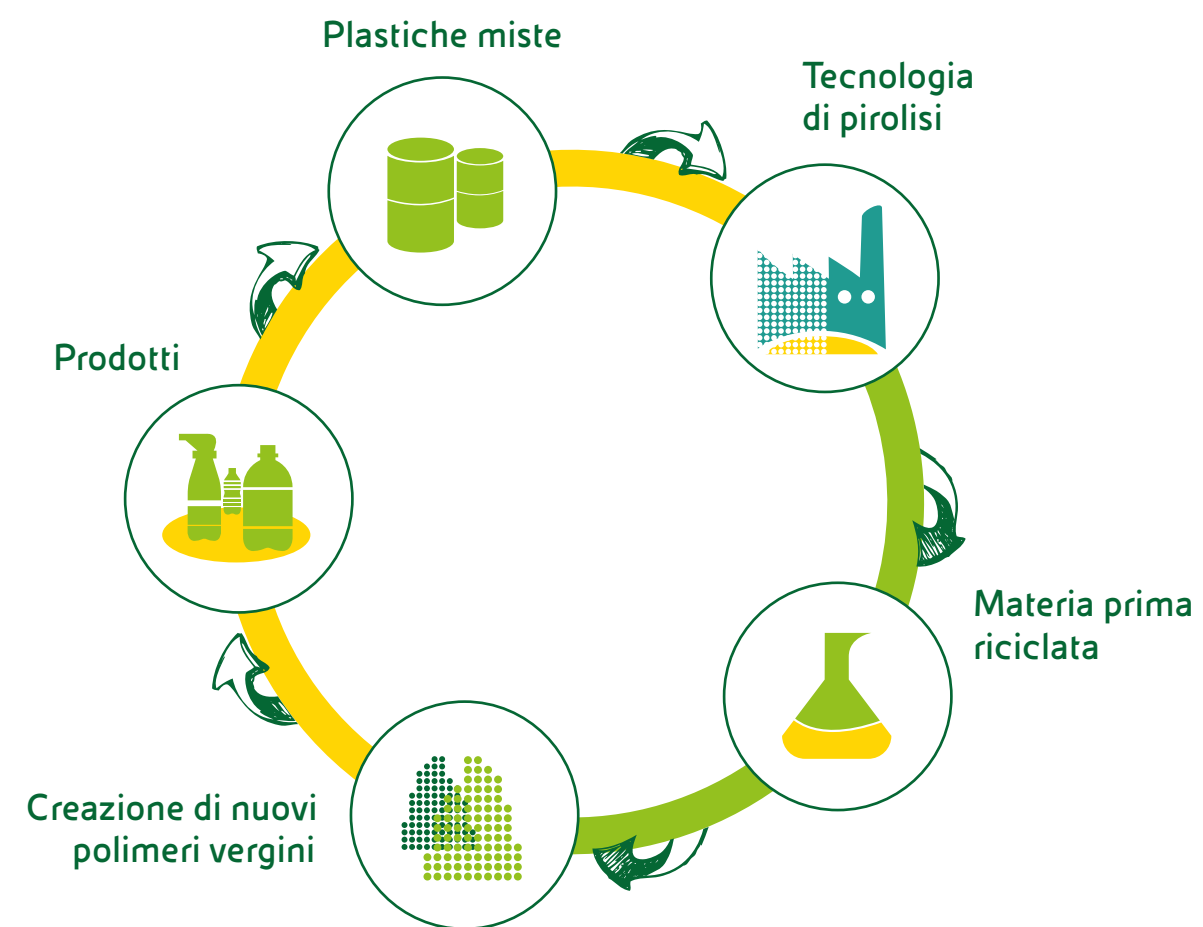 Plastiche miste
Tecnologia
di pirolisi
Prodotti
Materia prima
riciclata
Creazione di nuovi
polimeri vergini